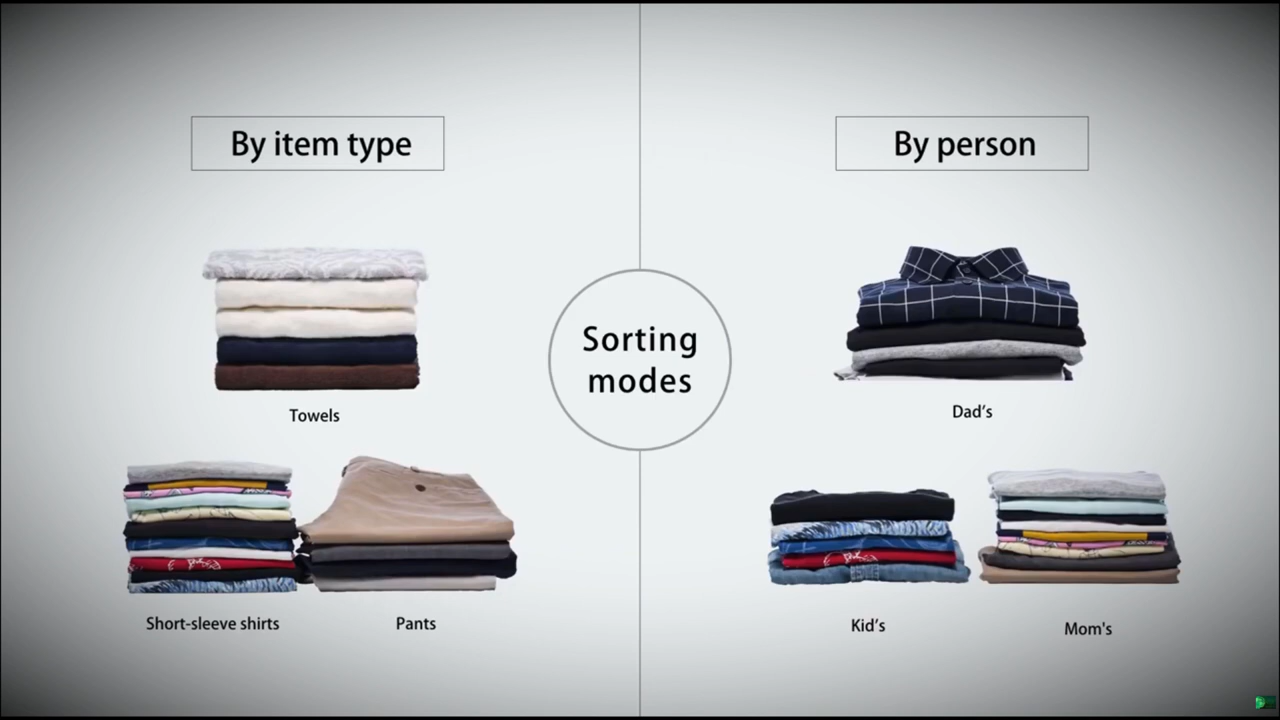 By item type
By person
Sorting
modes
Towels
Dad’s
Short-sleeve shirts
Pants
Kid’s
Mom's